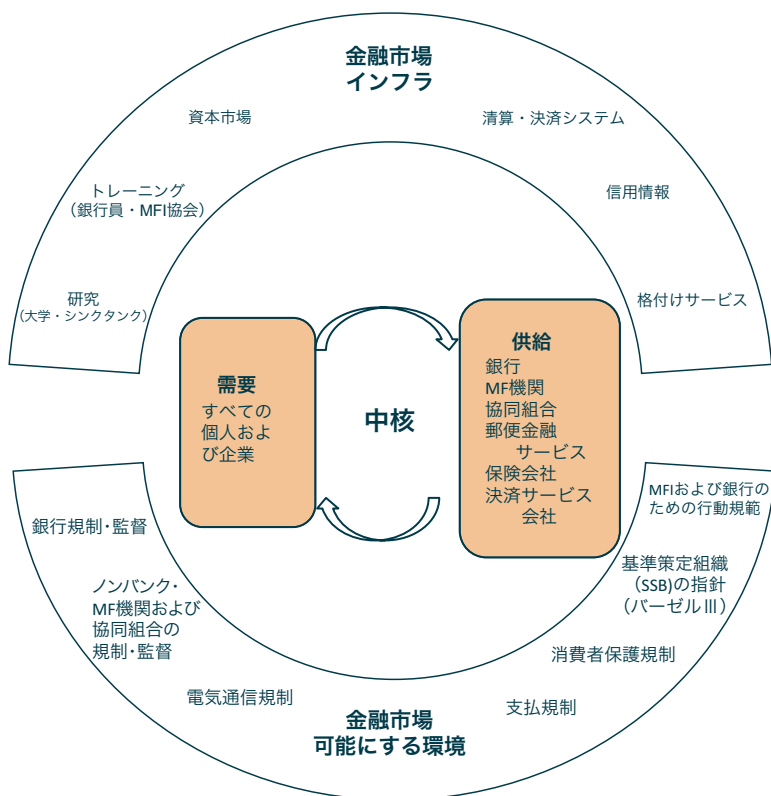 金融市場
インフラ
資本市場
清算・決済システム
トレーニング
（銀行員・MFI協会）
信用情報
研究
（大学・シンクタンク）
格付けサービス
需要
すべての
個人およ
び企業
中核
供給
銀行
MF機関
協同組合
郵便金融
サービス
保険会社
決済サービス
会社
銀行規制・監督
ノンバンク・
MF機関および
協同組合の
規制・監督
電気通信規制
金融市場
可能にする環境
支払規制
消費者保護規制
基準策定組織
（SSB)の指針
（バーゼルⅢ）
MFIおよび銀行の
ための行動規範